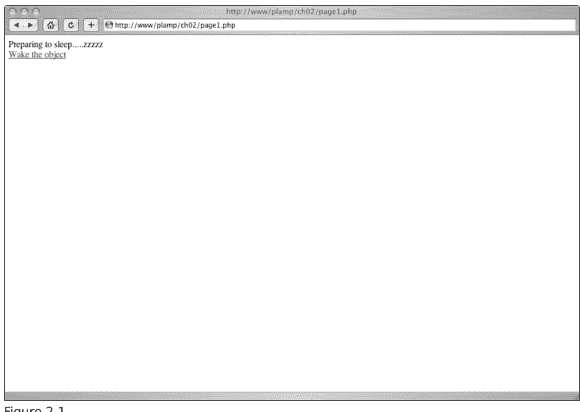 http://www/plamp/ch02/page1.php
http://www/plamp/ch02/page1.php
Preparing to sleep.....zzzzz
Wake the object
Figure 2-1